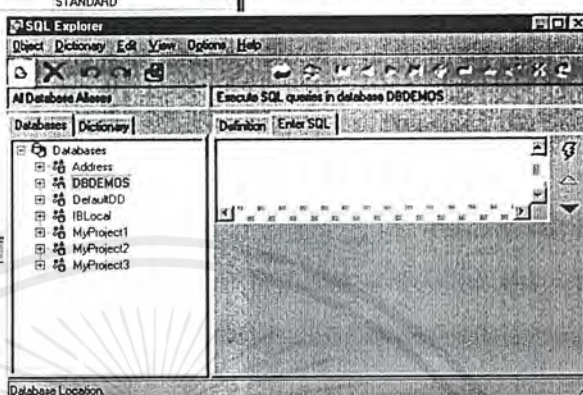 STANDARD
SQL Explorer
Object Dictionary Edit View Options Help
All Database Aliases
Execute SQL queries in database DBDEMOS
Databases Dictionary
Definition Enter SQL
Databases
Address
DBDEMOS
DefaultDD
IBLocal
MyProject1
MyProject2
MyProject3
Database Location.